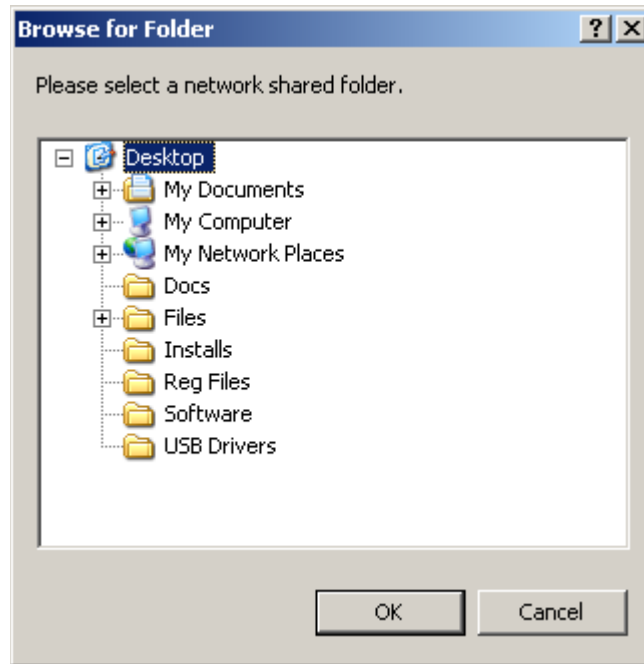 Browse for Folder
Please select a network shared folder.
Desktop
My Documents
My Computer
My Network Places
Docs
Files
Installs
Reg Files
Software
USB Drivers
OK Cancel